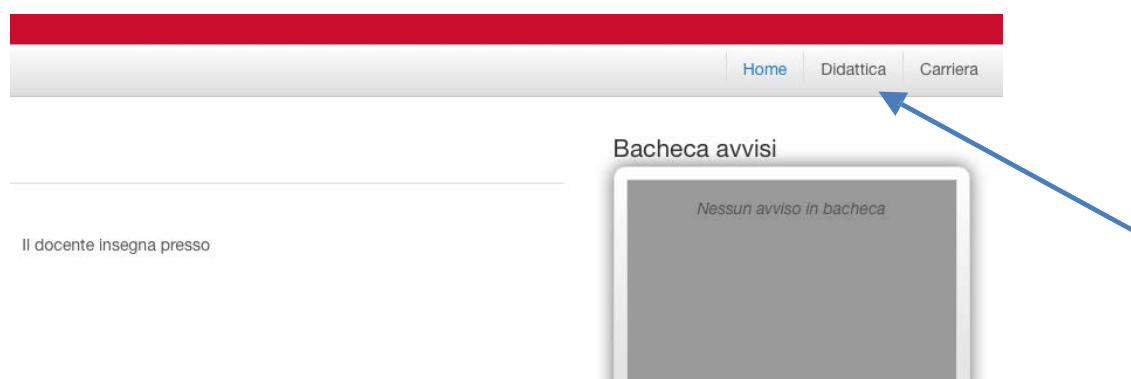 Home Didattica Carriera
Bacheca avvisi
Nessun avviso in bacheca
Il docente insegna presso